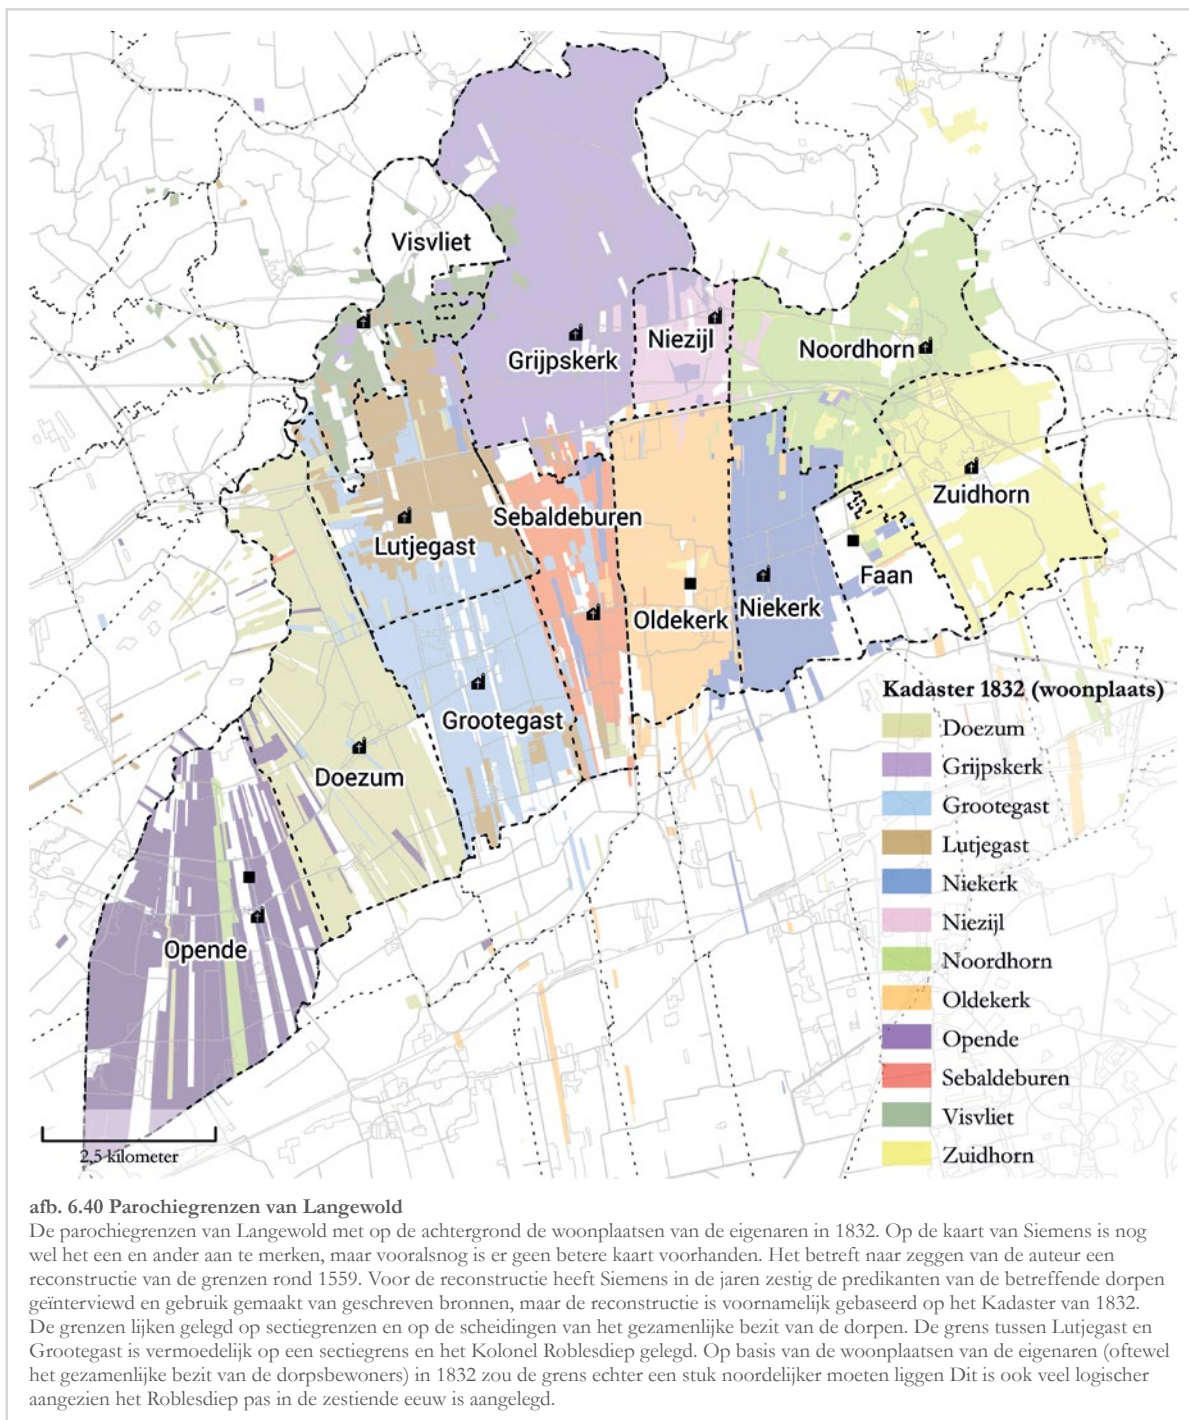 Visvliet
Grijpskerk
Niezijl
Noordhorn
Zuidhorn
Sebaldeburen
Lutjegast
Faan
Oldekerk
Niekerk
Grootegast
Doezum
Opende
Kadaster 1832 (woonplaats)
Doezum
Grijpskerk
Grootegast
Lutjegast
Niekerk
Niezijl
Noordhorn
Oldekerk
Opende
Sebaldeburen
Visvliet
Zuidhorn
2,5 kilometer
afb. 6.40 Parochiegrenzen van Langewold
De parochiegrenzen van Langewold met op de achtergrond de woonplaatsen van de eigenaren in 1832. Op de kaart van Siemens is nog
wel het een en ander aan te merken, maar vooralsnog is er geen betere kaart voorhanden. Het betreft naar zeggen van de auteur een
reconstructie van de grenzen rond 1559. Voor de reconstructie heeft Siemens in de jaren zestig de predikanten van de betreffende dorpen
geïnterviewd en gebruik gemaakt van geschreven bronnen, maar de reconstructie is voornamelijk gebaseerd op het Kadaster van 1832.
De grenzen lijken gelegd op sectiegrenzen en op de scheidingen van het gezamenlijke bezit van de dorpen. De grens tussen Lutjegast en
Grootegast is vermoedelijk op een sectiegrens en het Kolonel Roblesdiep gelegd. Op basis van de woonplaatsen van de eigenaren (oftewel
het gezamenlijke bezit van de dorpsbewoners) in 1832 zou de grens echter een stuk noordelijker moeten liggen Dit is ook veel logischer
aangezien het Roblesdiep pas in de zestiende eeuw is aangelegd.